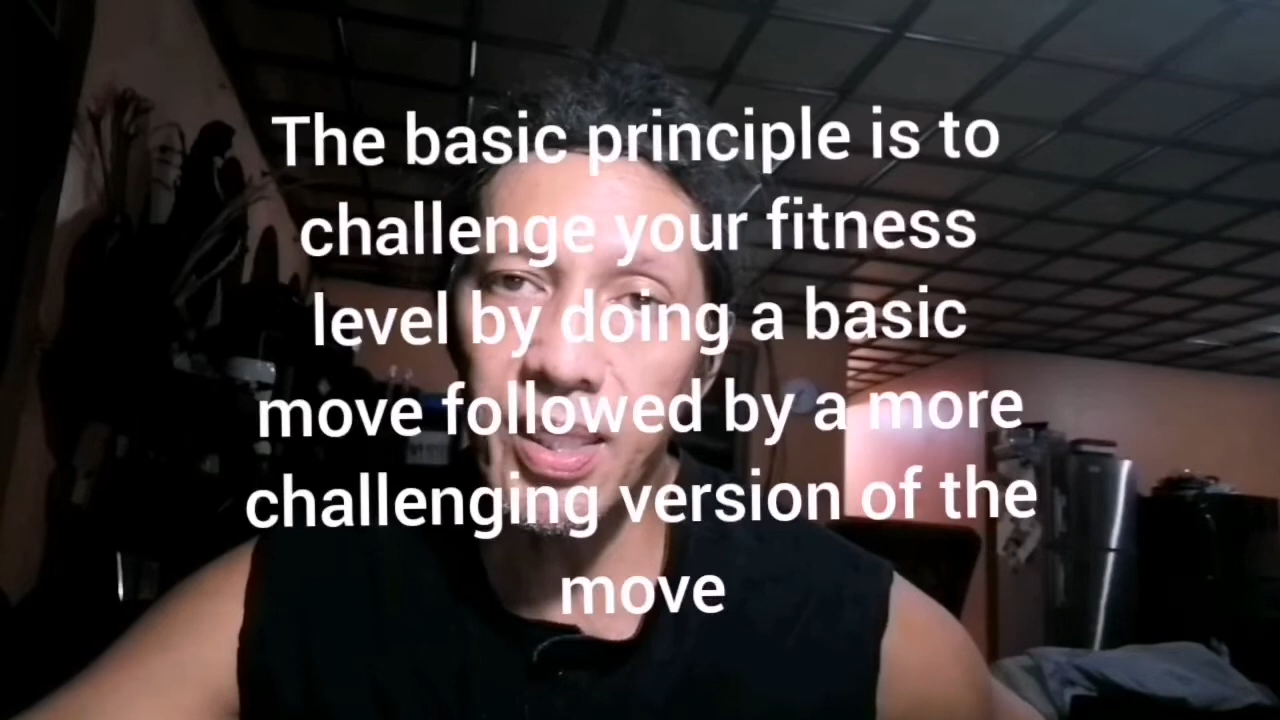 The basic principle is to
challenge your fitness
level by doing a basic
move followed by a more
challenging version of the
move